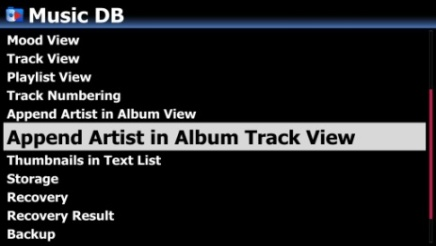 Music DB
Mood View
Track View
Playlist View
Track Numbering
Append Artist in Album View
Append Artist in Album Track View
Thumbnails in Text List
Storage
Recovery
Recovery Result
Backup